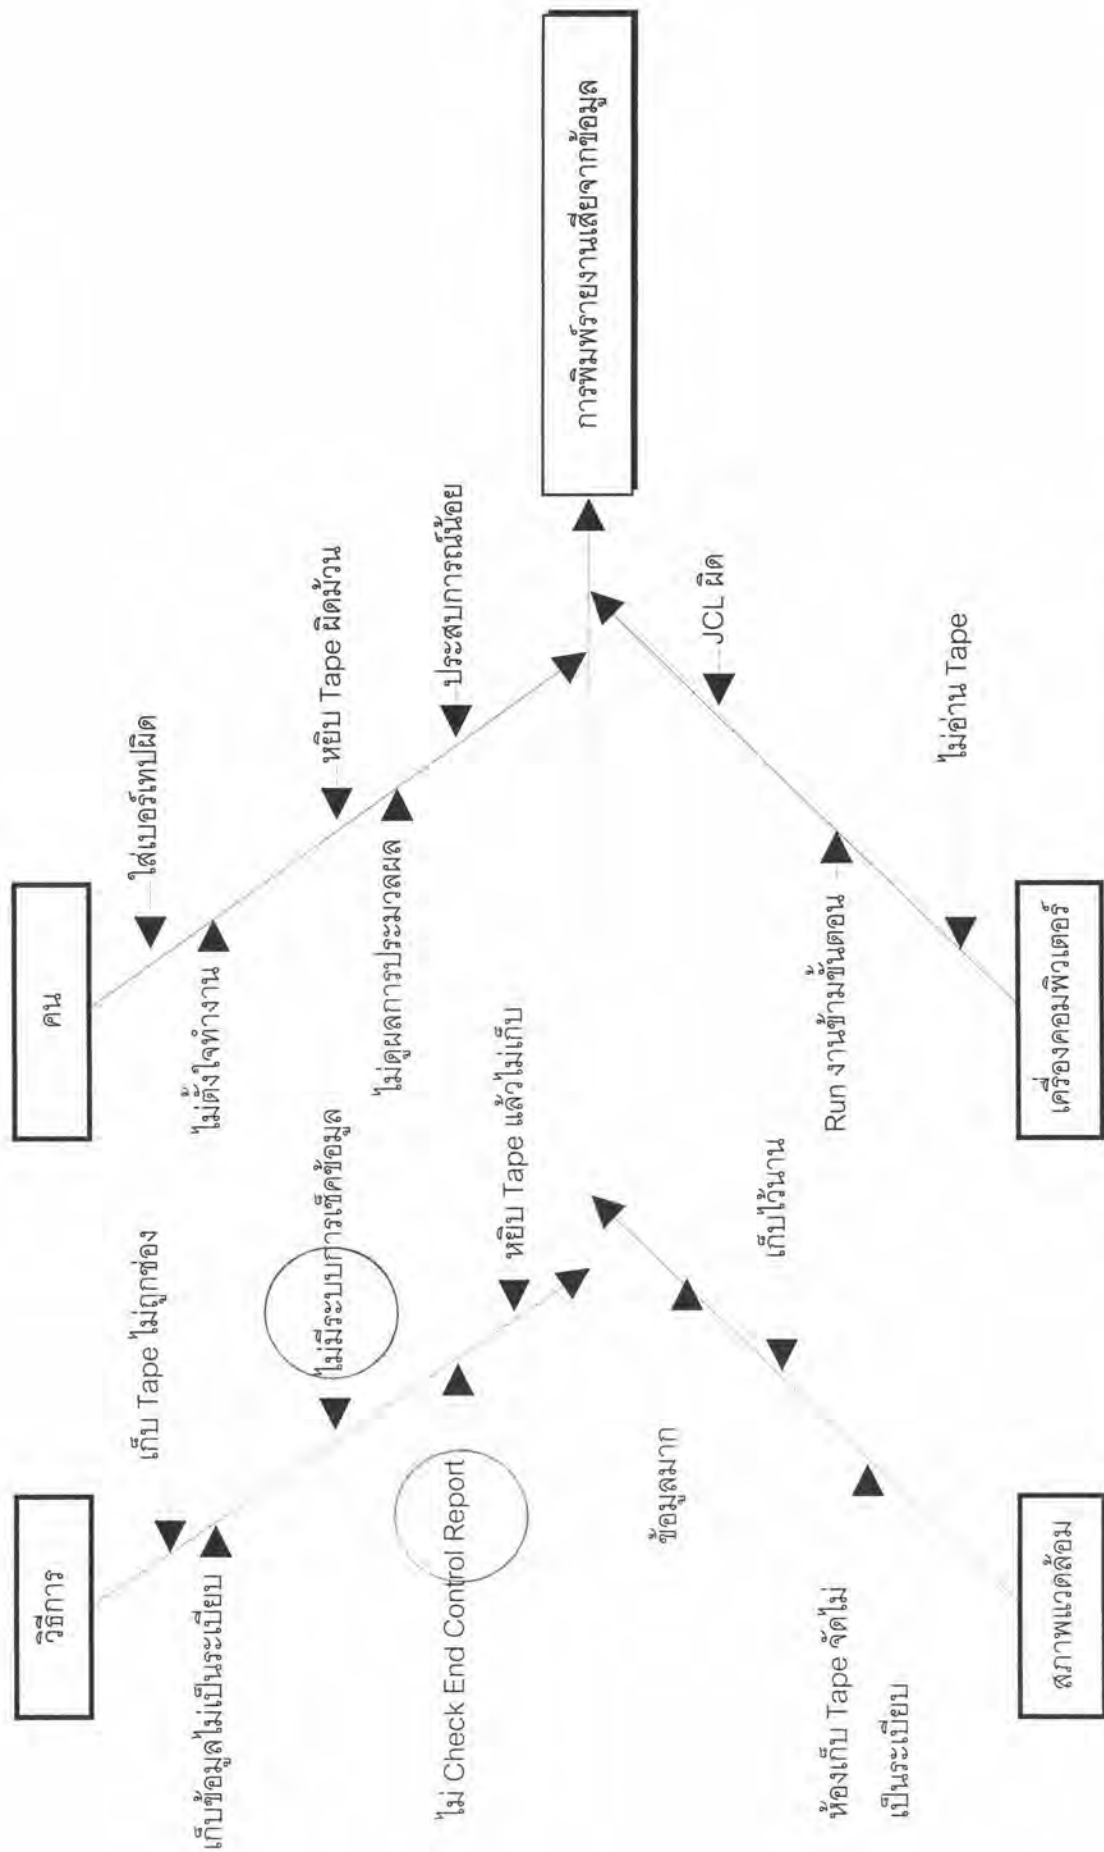 วิธีการ
คน
เก็บ Tape ไม่ถูกช่อง
ใส่เบอร์เทปผิด
เก็บข้อมูลไม่เป็นระเบียบ
ไม่ตั้งใจทำงาน
ไม่มีระบบการเช็คข้อมูล
หยิบ Tape ผิดม้วน
ไม่ดูผลการประมวลผล
ไม่ Check End Control Report
ประสบการณ์น้อย
หยิบ Tape แล้วไม่เก็บ
การพิมพ์รายงานเสียจากข้อมูล
ข้อมูลมาก
JCL ผิด
เก็บไว้นาน
Run งานข้ามขั้นตอน
ห้องเก็บ Tape จัดไม่
เป็นระเบียบ
ไม่อ่าน Tape
สภาพแวดล้อม
เครื่องคอมพิวเตอร์